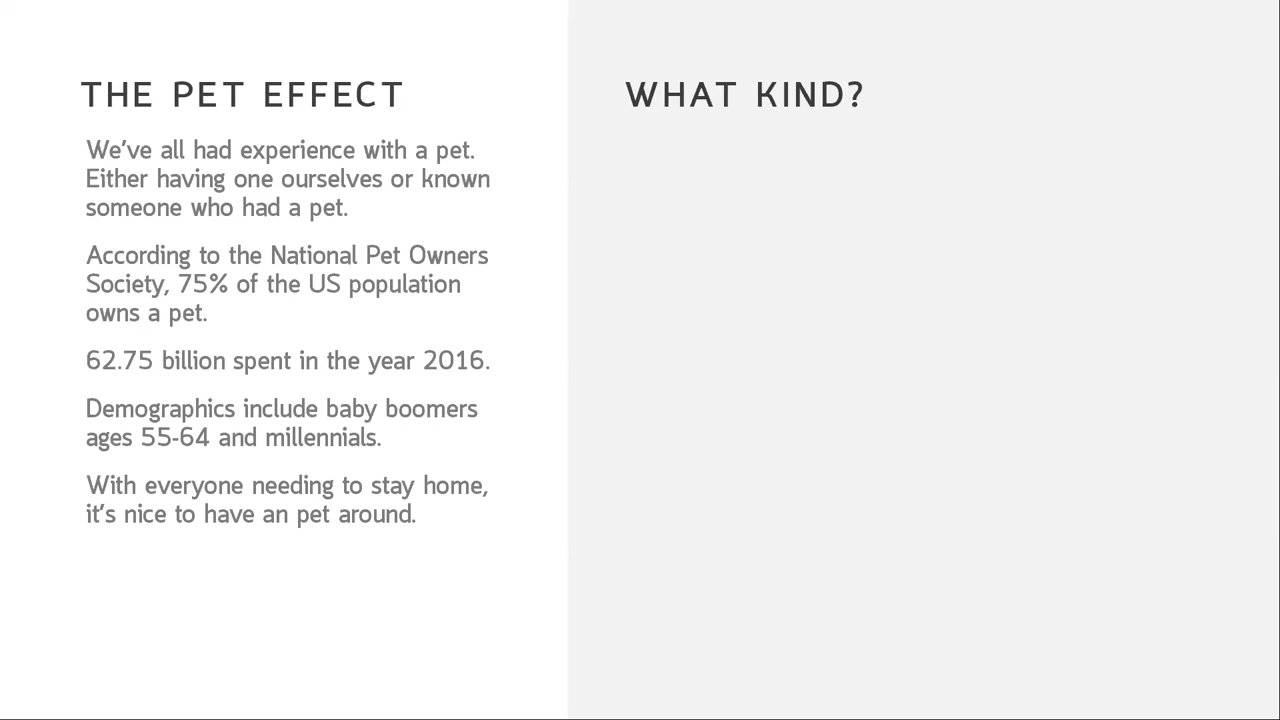 THE PET EFFECT
We’ve all had experience with a pet.
Either having one ourselves or known
someone who had a pet.
According to the National Pet Owners
Society, 75% of the US population
owns a pet.
62.75 billion spent in the year 2016.
Demographics include baby boomers
ages 55-64 and millennials.
With everyone needing to stay home,
it’s nice to have an pet around.
WHAT KIND?